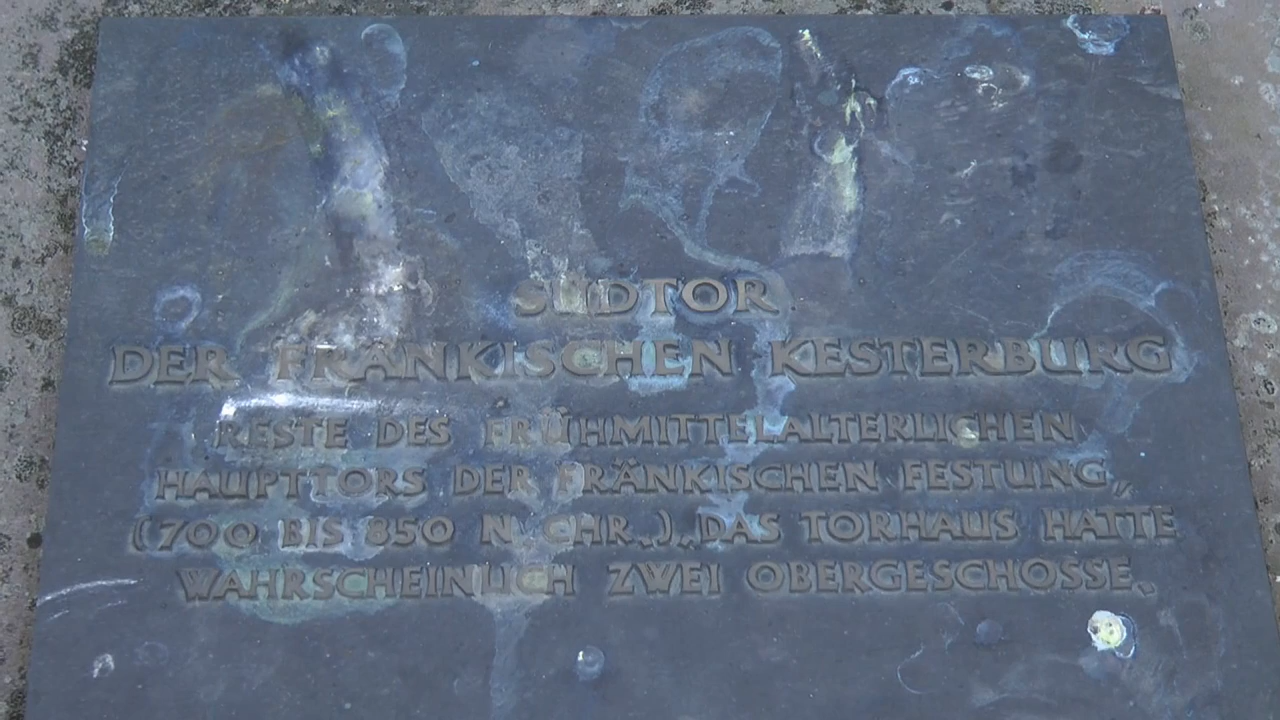 SÜDTOR
DER FRÄNKISCHEN KESTERBURG
RESTE DES FRÜHMITTELALTERLICHEN
HAUPTTORS DER FRÄNKISCHEN FESTUNG.
(700 BIS 850 N. CHR.). DAS TORHAUS HATTE
WAHRSCHEINLICH ZWEI OBERGESCHOSSE.